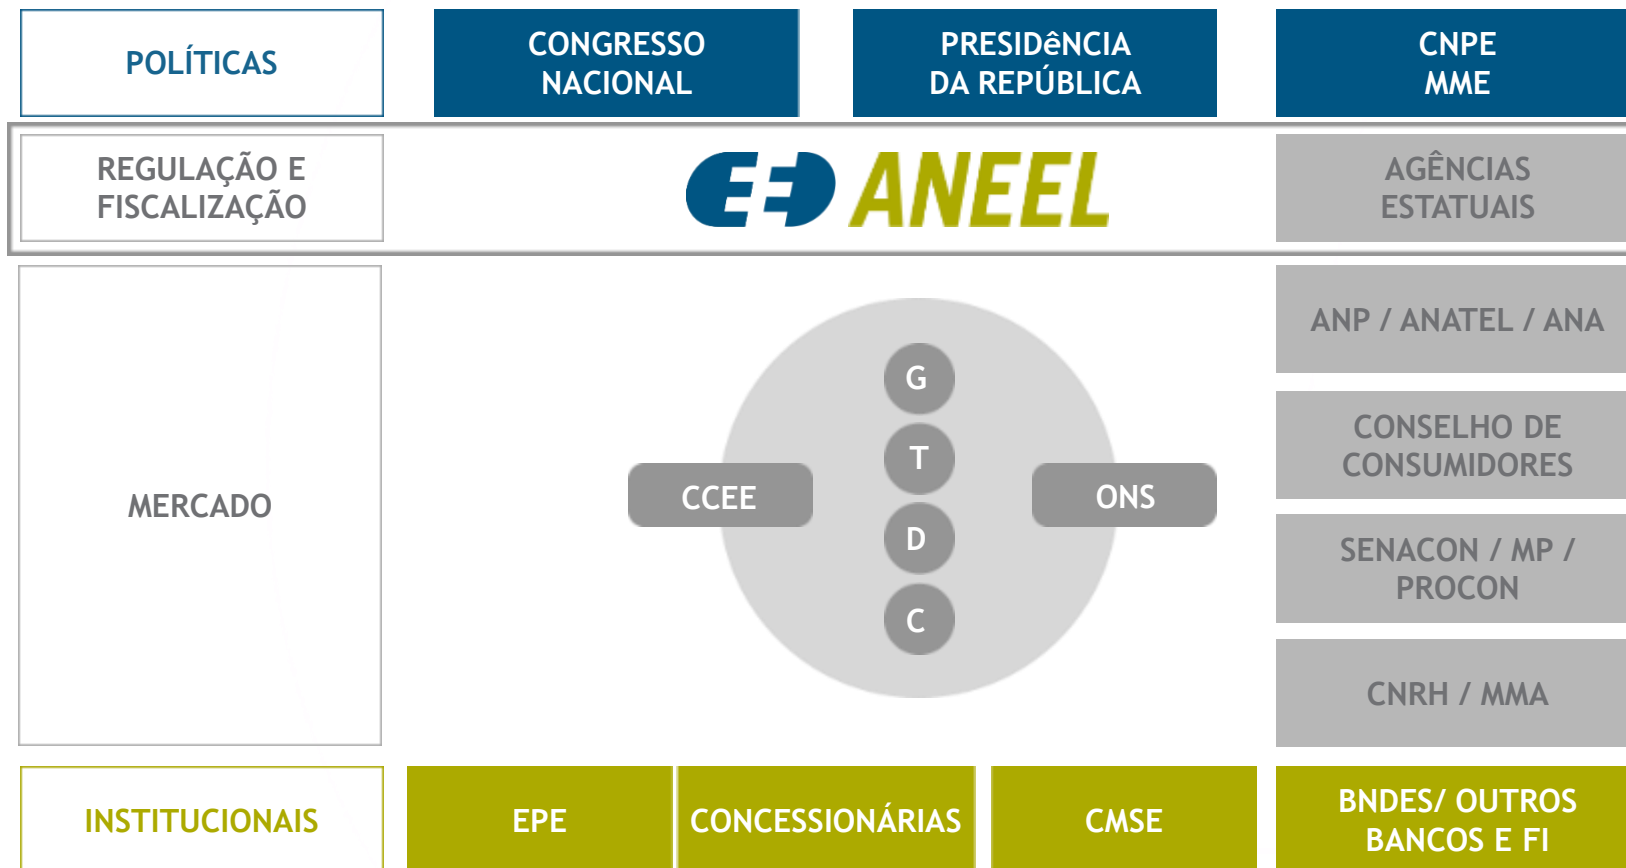 POLÍTICAS
CONGRESSO
NACIONAL
PRESIDêNCIA
DA REPÚBLICA
CNPE
MME
REGULAÇÃO E
FISCALIZAÇÃO
ANEEL
AGÊNCIAS
ESTATUAIS
MERCADO
G
T
D
C
CCEE
ONS
ANP / ANATEL / ANA
CONSELHO DE
CONSUMIDORES
SENACON / MP /
PROCON
CNRH / MMA
INSTITUCIONAIS
EPE
CONCESSIONÁRIAS
CMSE
BNDES/ OUTROS
BANCOS E FI